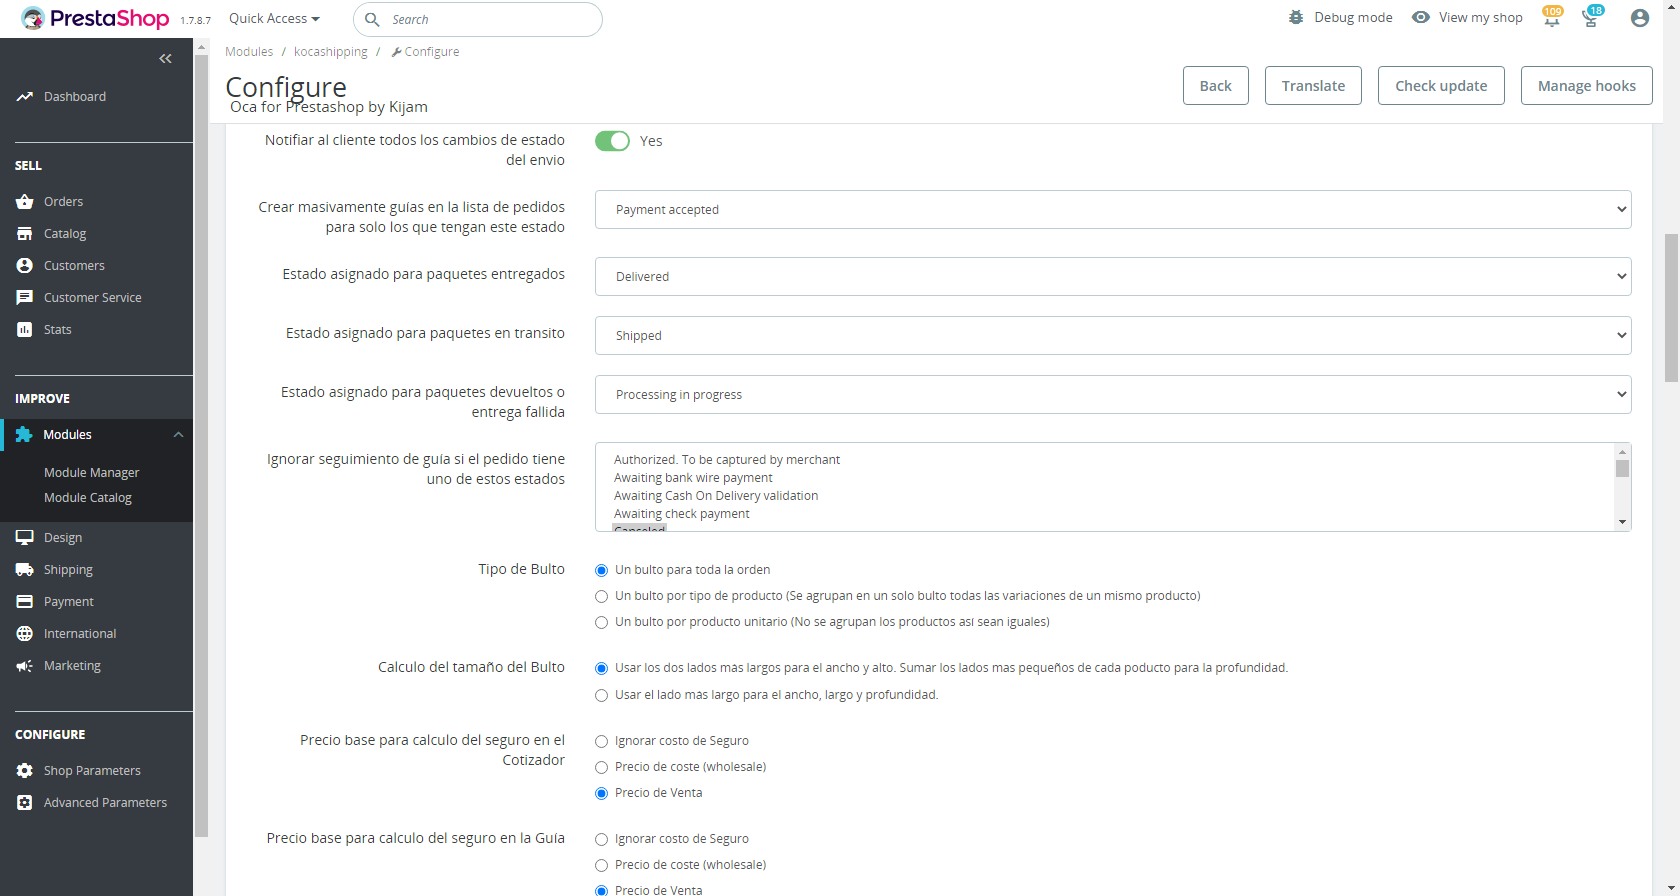 PrestaShop 1.7.8.7 Quick Access Search Debug mode View my shop 109 18
Modules / kocashipping / Configure
Configure
Oca for Prestashop by Kijam
Back Translate Check update Manage hooks
Dashboard
SELL
Orders
Catalog
Customers
Customer Service
Stats
IMPROVE
Modules
Module Manager
Module Catalog
Design
Shipping
Payment
International
Marketing
CONFIGURE
Shop Parameters
Advanced Parameters
Notifiar al cliente todos los cambios de estado
del envio
Yes
Crear masivamente guías en la lista de pedidos
para solo los que tengan este estado
Payment accepted
Estado asignado para paquetes entregados
Delivered
Estado asignado para paquetes en transito
Shipped
Estado asignado para paquetes devueltos o
entrega fallida
Processing in progress
Ignorar seguimiento de guía si el pedido tiene
uno de estos estados
Authorized. To be captured by merchant
Awaiting bank wire payment
Awaiting Cash On Delivery validation
Awaiting check payment
Canceled
Tipo de Bulto
Un bulto para toda la orden
Un bulto por tipo de producto (Se agrupan en un solo bulto todas las variaciones de un mismo producto)
Un bulto por producto unitario (No se agrupan los productos así sean iguales)
Calculo del tamaño del Bulto
Usar los dos lados más largos para el ancho y alto. Sumar los lados mas pequeños de cada poducto para la profundidad.
Usar el lado más largo para el ancho, largo y profundidad.
Precio base para calculo del seguro en el
Cotizador
Ignorar costo de Seguro
Precio de coste (wholesale)
Precio de Venta
Precio base para calculo del seguro en la Guía
Ignorar costo de Seguro
Precio de coste (wholesale)
Precio de Venta